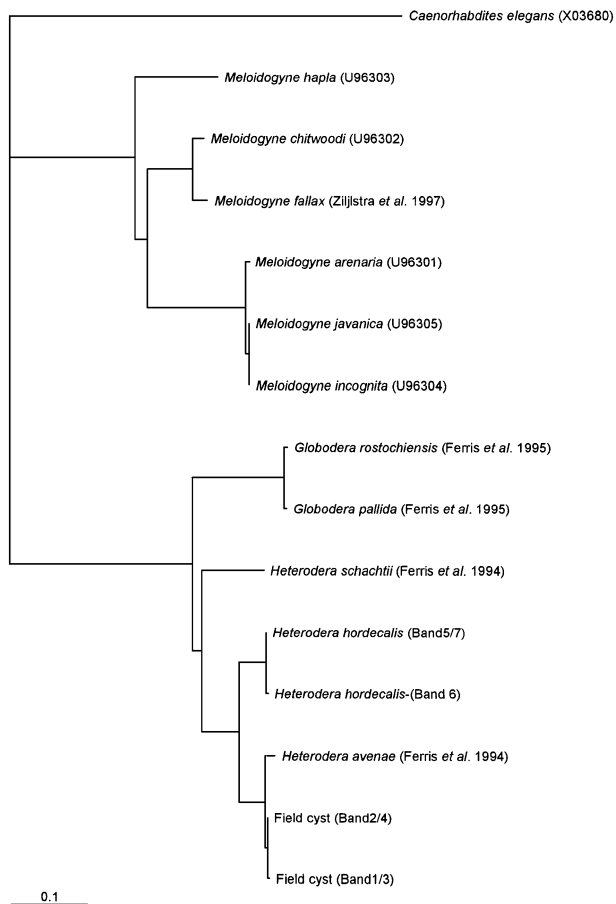 Caenorhabdites elegans (X03680)
Meloidogyne hapla (U96303)
Meloidogyne chitwoodi (U96302)
Meloidogyne fallax (Ziljlstra et al. 1997)
Meloidogyne arenaria (U96301)
Meloidogyne javanica (U96305)
Meloidogyne incognita (U96304)
Globodera rostochiensis (Ferris et al. 1995)
Globodera pallida (Ferris et al. 1995)
Heterodera schachtii (Ferris et al. 1994)
Heterodera hordecalis (Band5/7)
Heterodera hordecalis-(Band 6)
Heterodera avenae (Ferris et al. 1994)
Field cyst (Band2/4)
Field cyst (Band1/3)
0.1